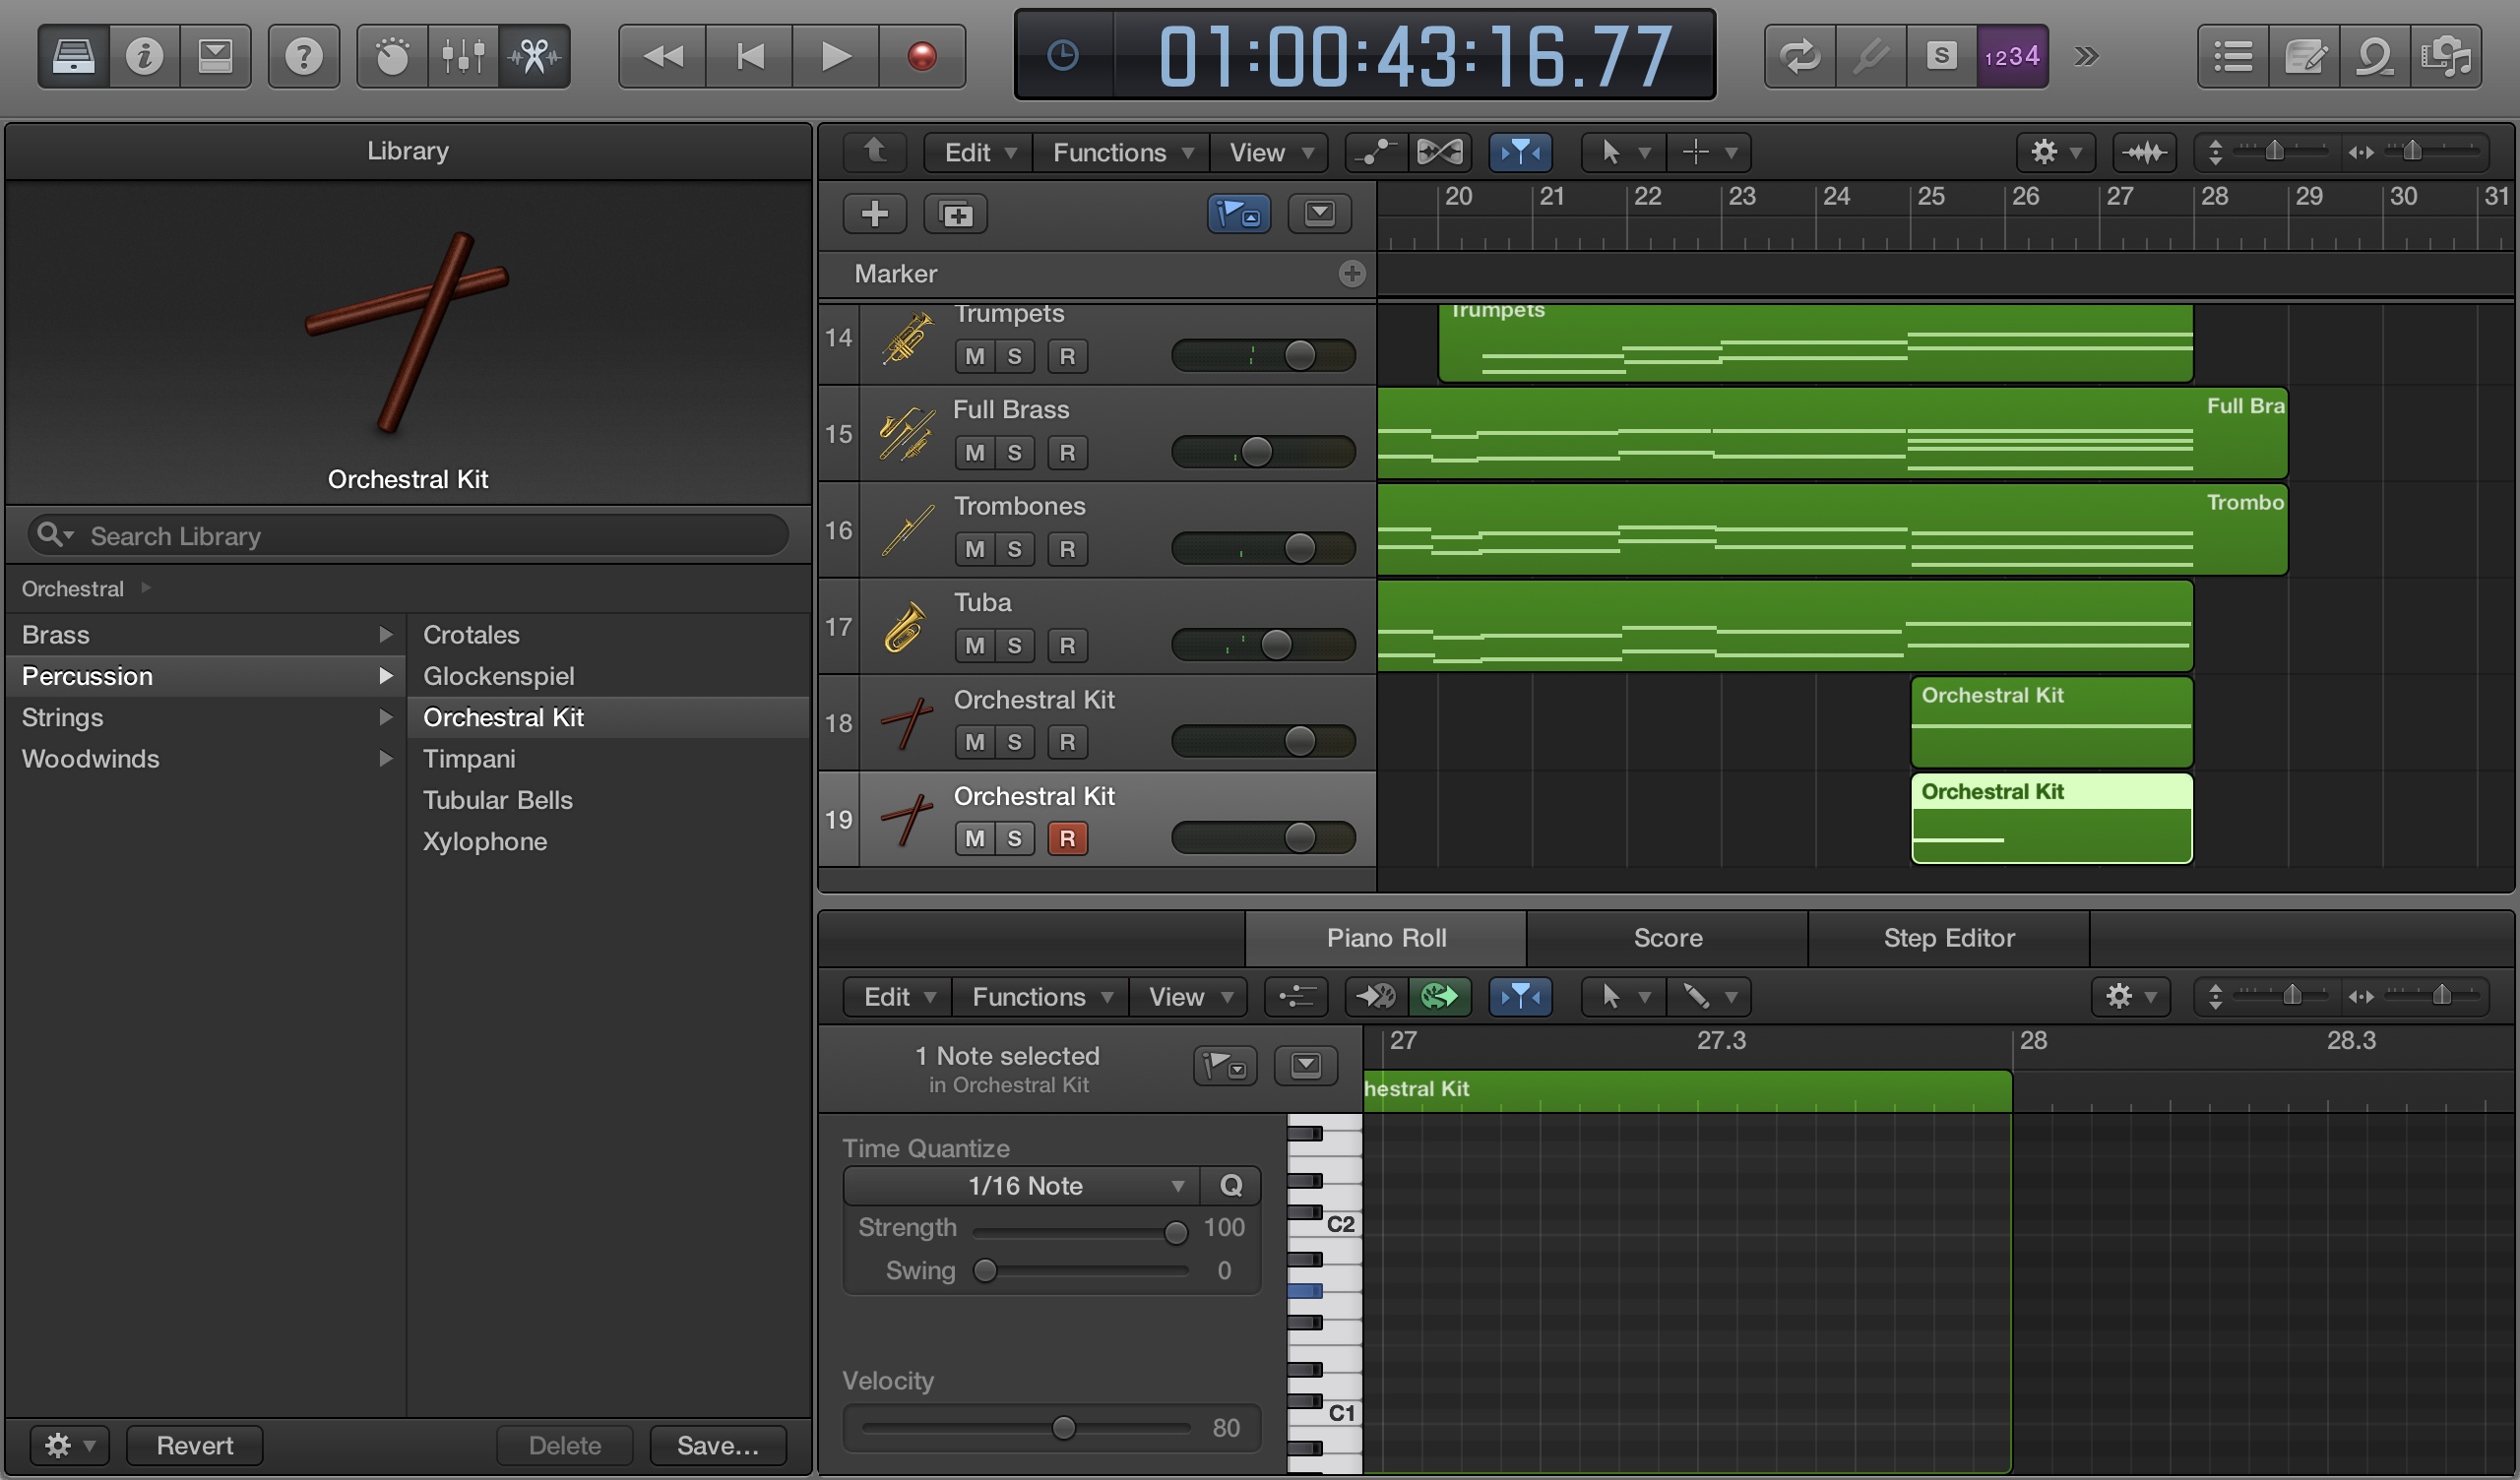 01:00:43:16.77
S
1234
Library
Orchestral Kit
Search Library
Orchestral
Brass
Percussion
Strings
Woodwinds
Crotales
Glockenspiel
Orchestral Kit
Timpani
Tubular Bells
Xylophone
Revert
Delete
Save...
Edit
Functions
View
20 21 22 23 24 25 26 27 28 29 30 31
Marker
14 Trumpets
M S R
Trumpets
15 Full Brass
M S R
Full Bra
16 Trombones
M S R
Trombo
17 Tuba
M S R
18 Orchestral Kit
M S R
Orchestral Kit
19 Orchestral Kit
M S R
Orchestral Kit
Piano Roll
Score
Step Editor
Edit
Functions
View
1 Note selected
in Orchestral Kit
27 27.3 28 28.3
hestral Kit
Time Quantize
1/16 Note
Q
Strength 100
Swing 0
Velocity
80
C2
C1